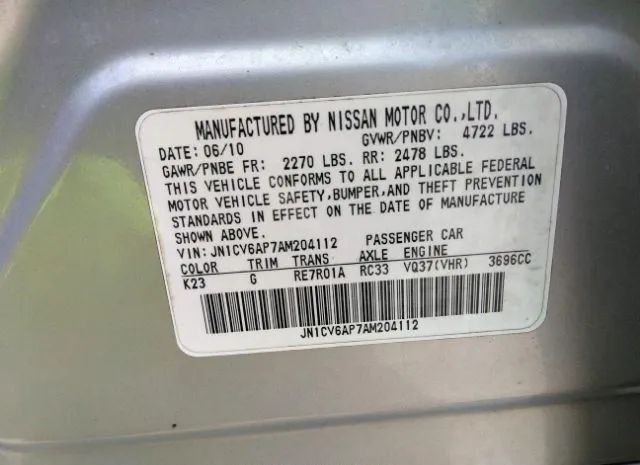 MANUFACTURED BY NISSAN MOTOR CO.,LTD.
DATE: 06/10 GVWR/PNBV: 4722 LBS.
GAWR/PNBE FR: 2270 LBS. RR: 2478 LBS.
THIS VEHICLE CONFORMS TO ALL APPLICABLE FEDERAL
MOTOR VEHICLE SAFETY,BUMPER,AND THEFT PREVENTION
STANDARDS IN EFFECT ON THE DATE OF MANUFACTURE
SHOWN ABOVE.
VIN: JN1CV6AP7AM204112 PASSENGER CAR
COLOR TRIM TRANS AXLE ENGINE
K23 G RE7R01A RC33 VQ37(VHR) 3696CC
JN1CV6AP7AM204112